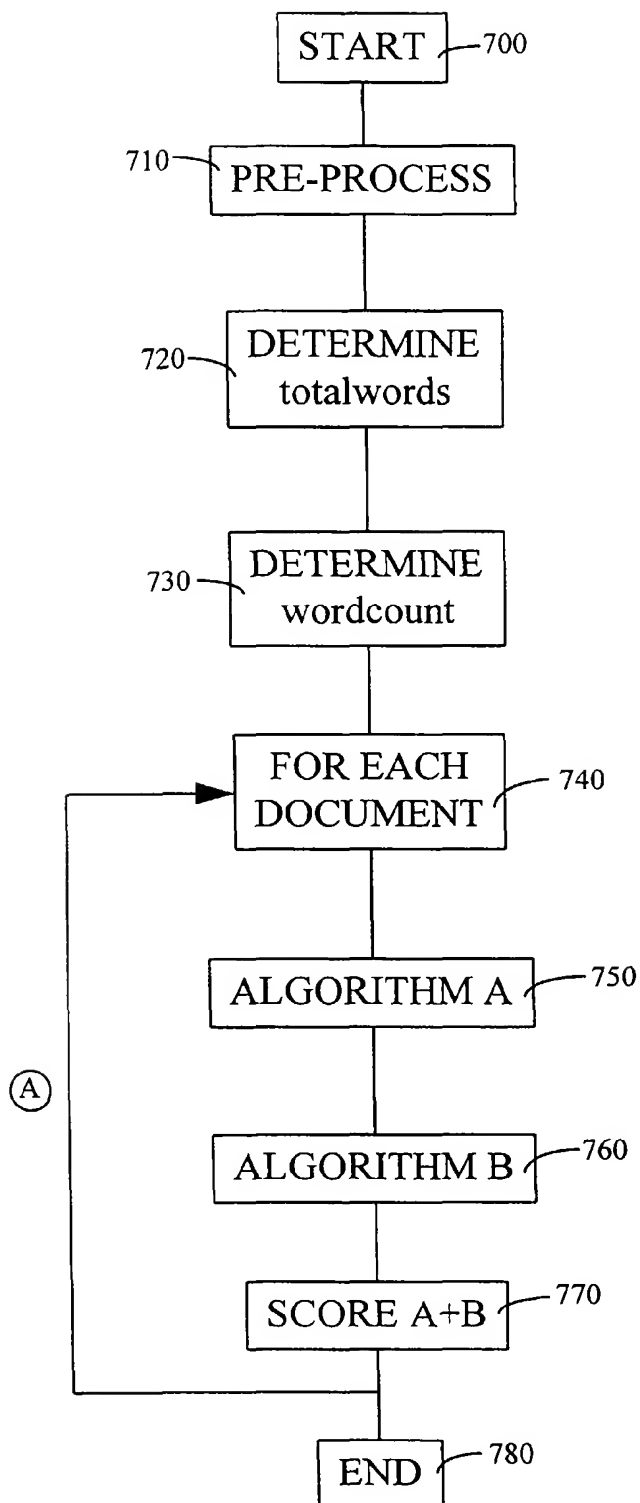 START
700
710
PRE-PROCESS
720
DETERMINE
totalwords
730
DETERMINE
wordcount
FOR EACH
DOCUMENT
740
ALGORITHM A
750
A
ALGORITHM B
760
SCORE A+B
770
END
780